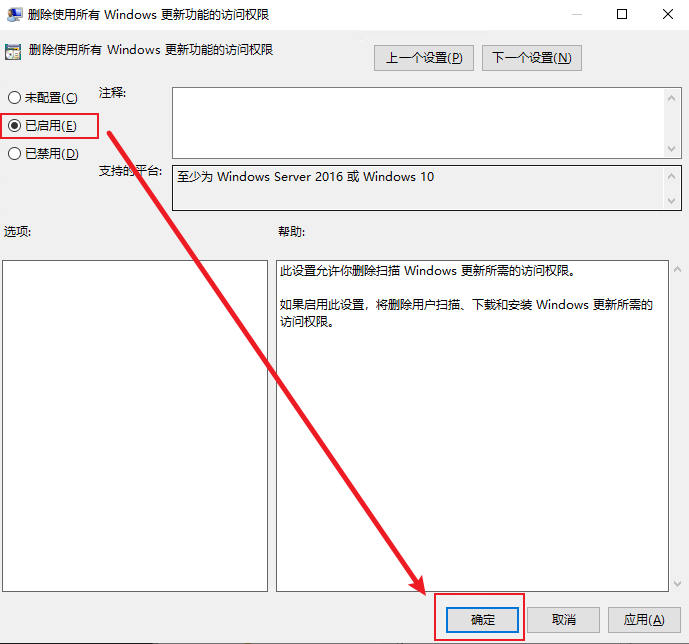 删除使用所有 Windows 更新功能的访问权限
删除使用所有 Windows 更新功能的访问权限
上一个设置(P)
下一个设置(N)
未配置(C)
注释:
已启用(E)
已禁用(D)
支持的平台:
至少为 Windows Server 2016 或 Windows 10
选项:
帮助:
此设置允许你删除扫描 Windows 更新所需的访问权限。
如果启用此设置，将删除用户扫描、下载和安装 Windows 更新所需的
访问权限。
确定
取消
应用(A)